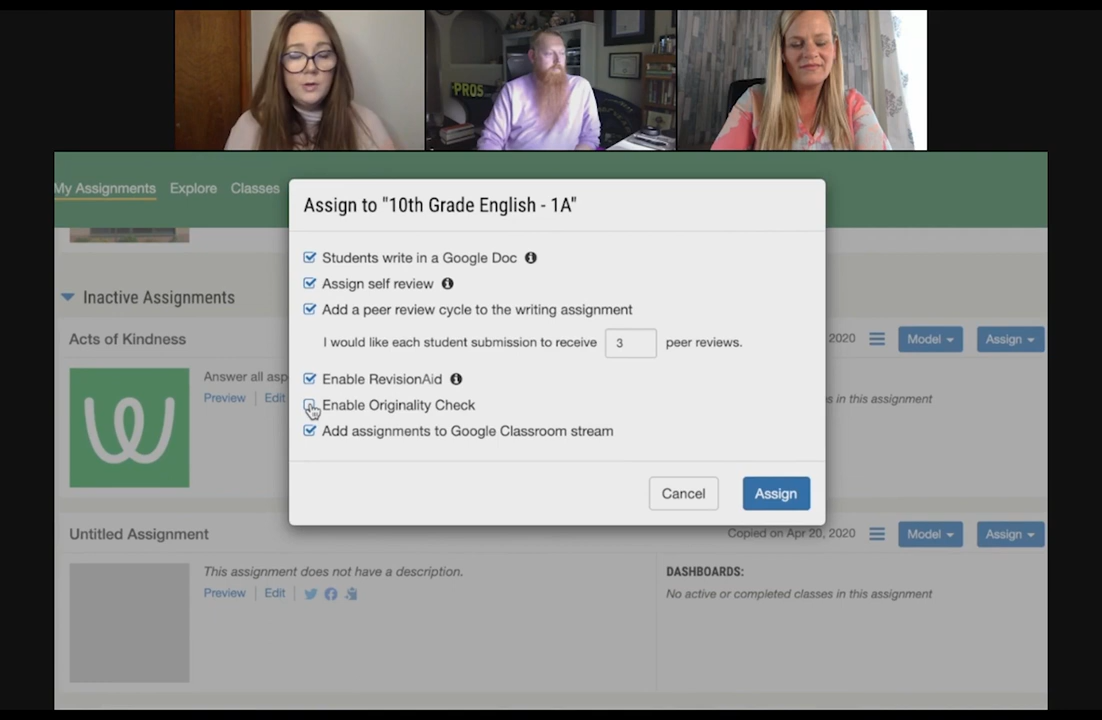 PROS
My Assignments Explore Classes
Assign to "10th Grade English - 1A"
Students write in a Google Doc
Assign self review
Add a peer review cycle to the writing assignment
I would like each student submission to receive 3 peer reviews.
Enable RevisionAid
Enable Originality Check
Add assignments to Google Classroom stream
Cancel Assign
Inactive Assignments
Acts of Kindness 2020 Model Assign
Answer all asp
Preview | Edit s in this assignment
Untitled Assignment Copied on Apr 20, 2020 Model Assign
This assignment does not have a description. DASHBOARDS:
Preview | Edit | No active or completed classes in this assignment